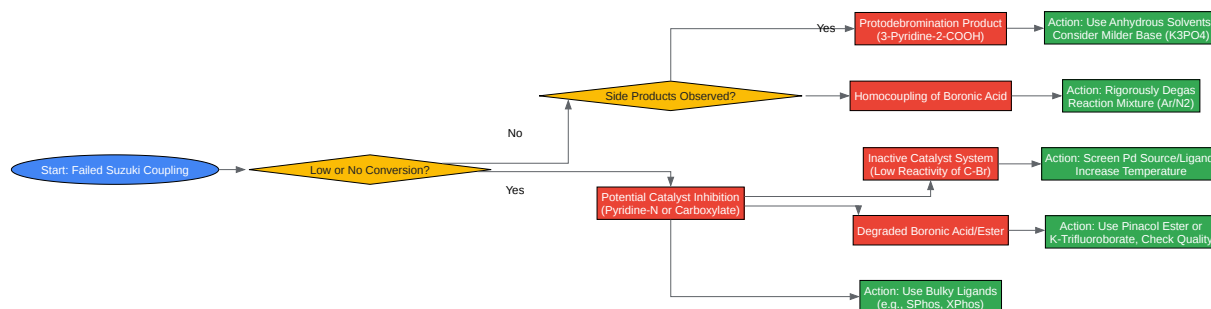 Yes
Protodebromination Product
(3-Pyridine-2-COOH)
Action: Use Anhydrous Solvents
Consider Milder Base (K3PO4)
Side Products Observed?
Homocoupling of Boronic Acid
Action: Rigorously Degas
Reaction Mixture (Ar/N2)
No
Start: Failed Suzuki Coupling
Low or No Conversion?
Yes
Inactive Catalyst System
(Low Reactivity of C-Br)
Action: Screen Pd Source/Ligand
Increase Temperature
Potential Catalyst Inhibition
(Pyridine-N or Carboxylate)
Degraded Boronic Acid/Ester
Action: Use Pinacol Ester or
K-Trifluoroborate, Check Quality
Action: Use Bulky Ligands
(e.g., SPhos, XPhos)